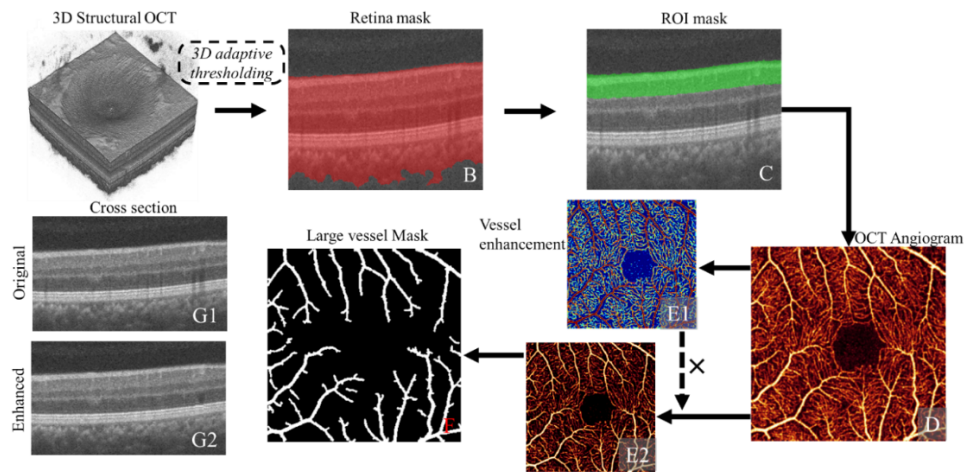 3D Structural OCT
3D adaptive
thresholding
Retina mask
B
ROI mask
C
Cross section
Original
G1
Enhanced
G2
Large vessel Mask
F
Vessel
enhancement
E1
×
E2
OCT Angiogram
D